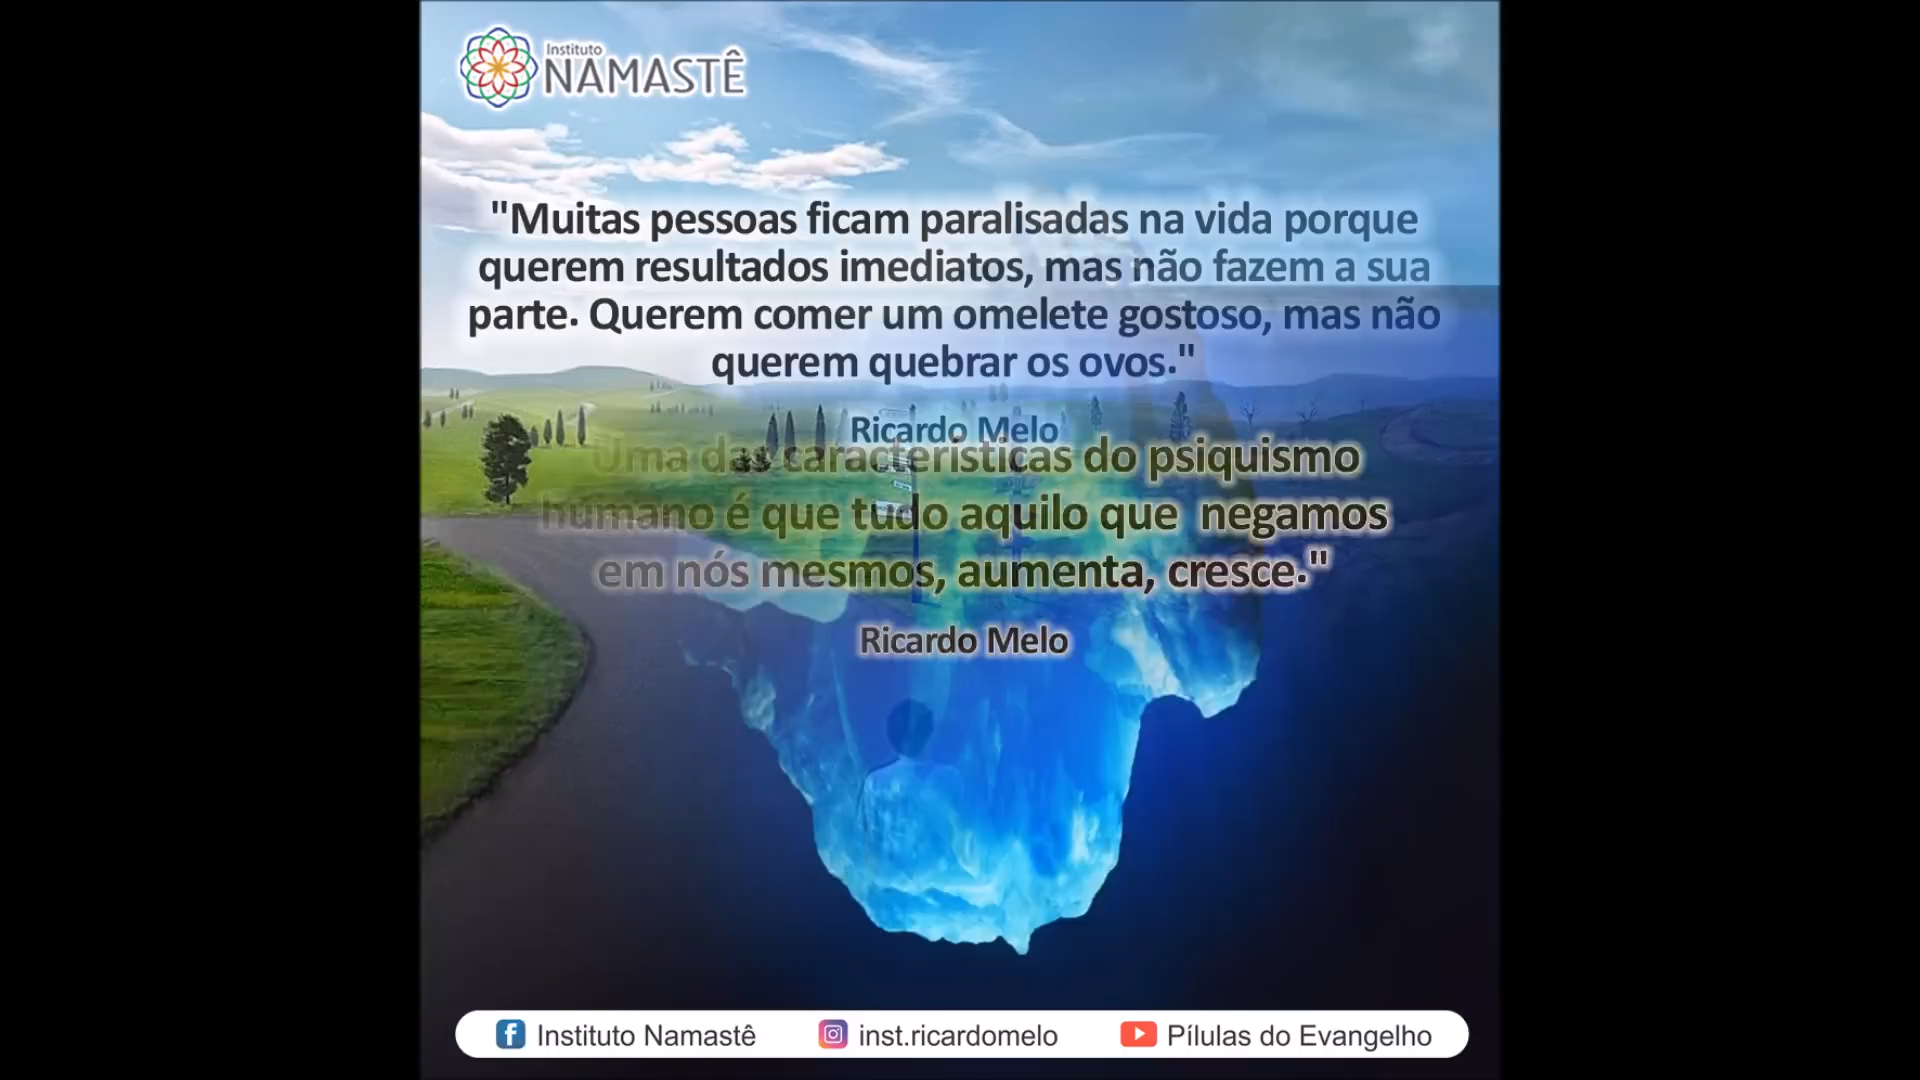 Instituto
NAMASTÊ
"Muitas pessoas ficam paralisadas na vida porque
querem resultados imediatos, mas não fazem a sua
parte. Querem comer um omelete gostoso, mas não
querem quebrar os ovos."
Ricardo Melo
Uma das características do psiquismo
humano é que tudo aquilo que negamos
em nós mesmos, aumenta, cresce."
Ricardo Melo
Instituto Namastê
inst.ricardomelo
Pílulas do Evangelho